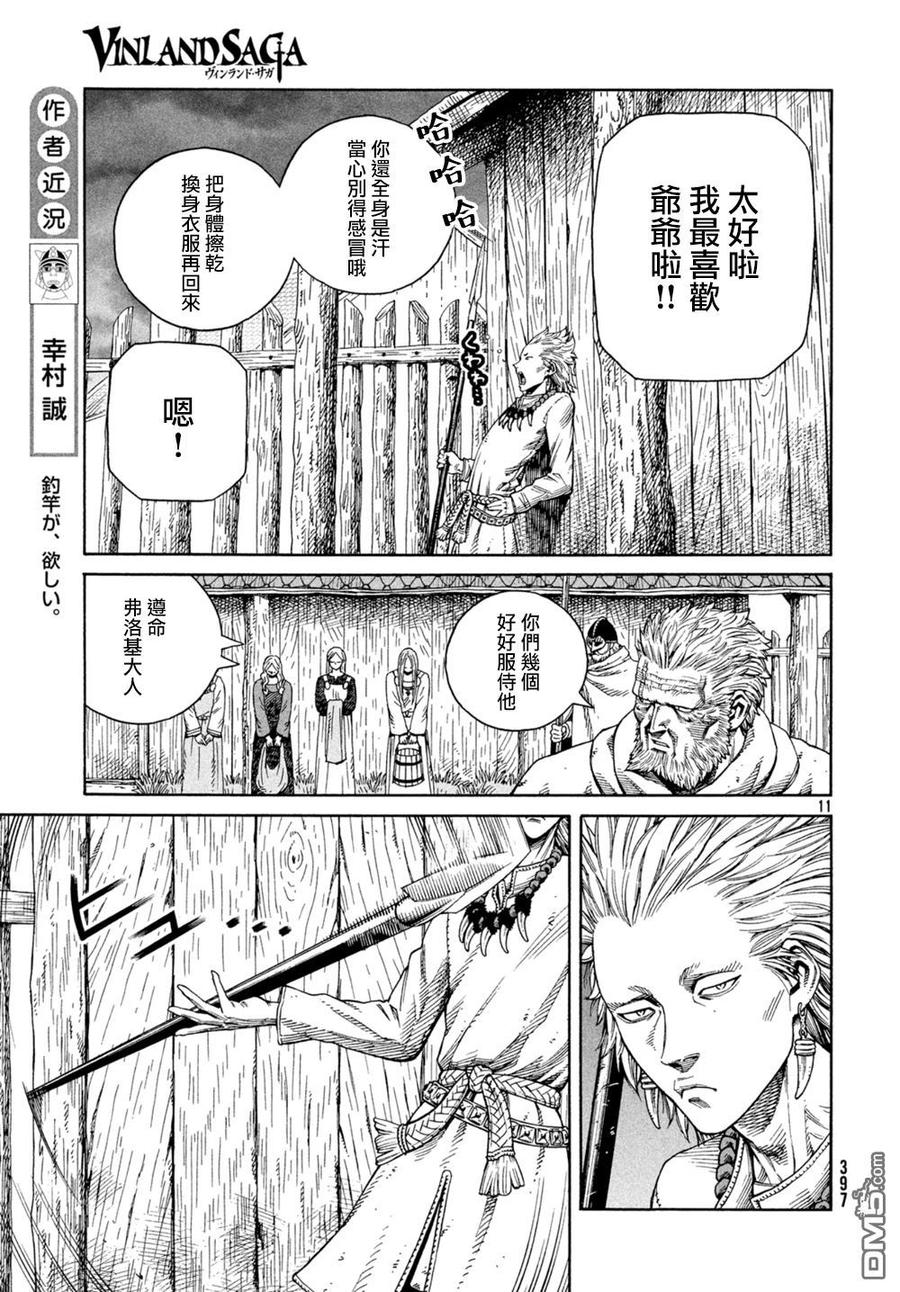 VINLAND SAGA
ヴィンランド・サガ
作者近況
幸村誠
釣竿が、欲しい。
太好啦
我最喜歡
爺爺啦!!
哈
哈
哈
你還全身是汗
當心別得感冒哦
把身體擦乾
換身衣服再回來
くわわ…
嗯!
你們幾個
好好服侍他
遵命
弗洛基大人
11
ヒュ…
397
DM5.com